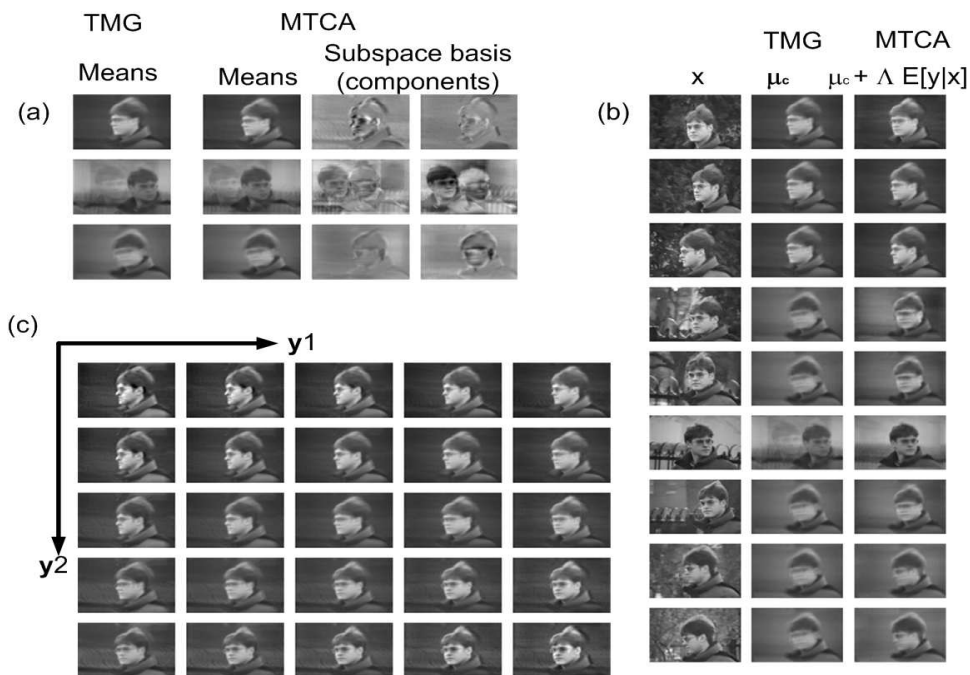 TMG MTCA
Means Means Subspace basis
(components)
(a)
TMG MTCA
x μc μc + Λ E[y|x]
(b)
(c)
y1
y2